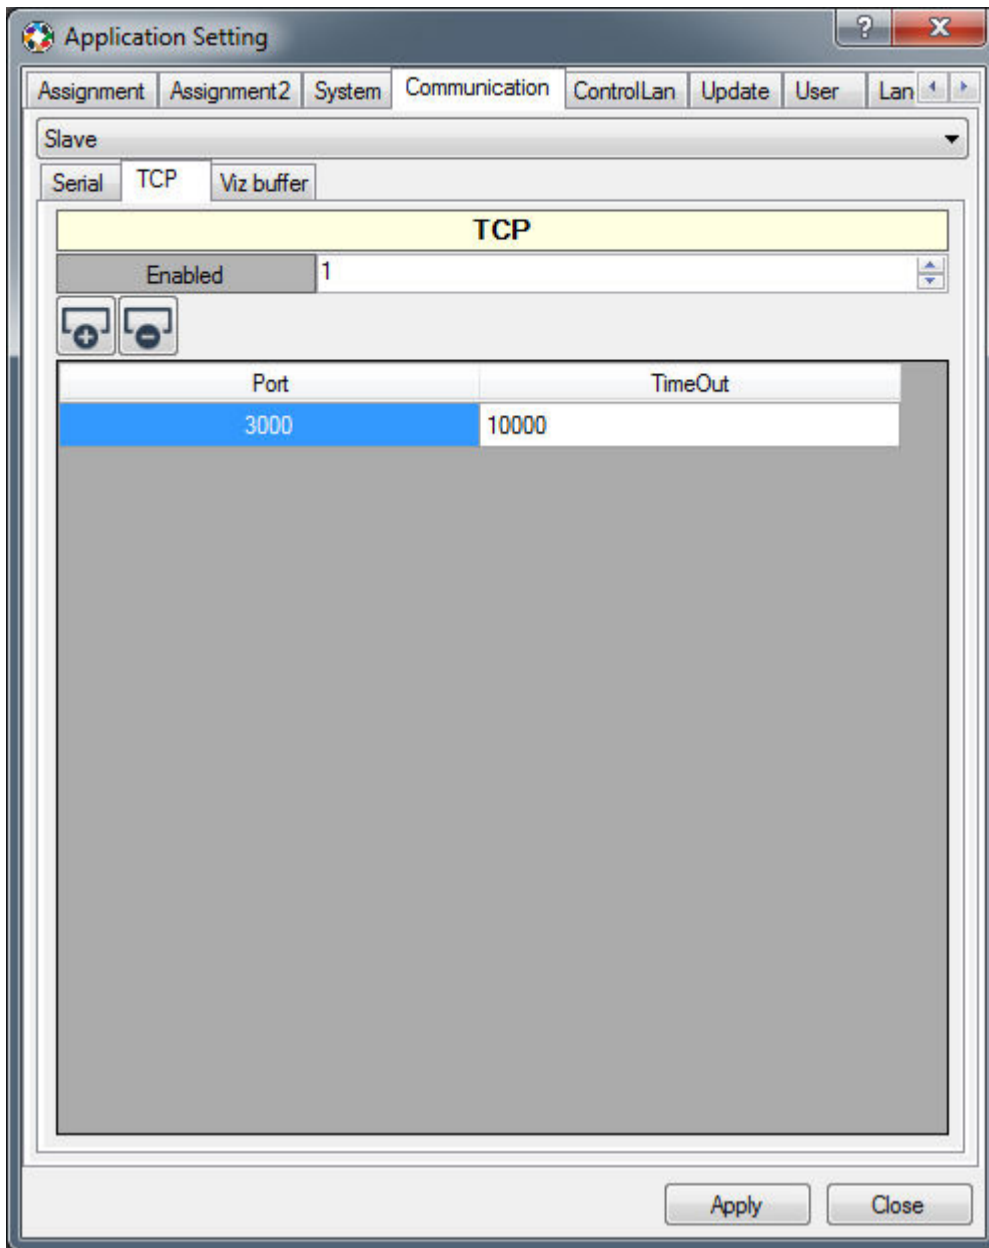 Application Setting ? X
Assignment Assignment2 System Communication ControlLan Update User Lan
Slave
Serial TCP Viz buffer
TCP
Enabled 1
Port TimeOut
3000 10000
Apply Close